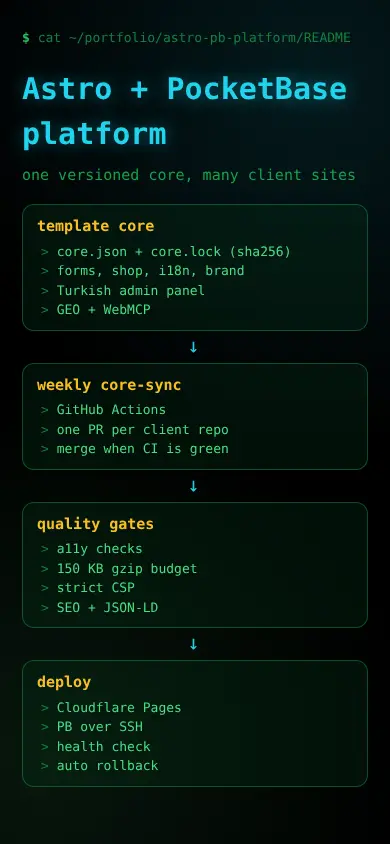 $ cat ~/portfolio/astro-pb-platform/README
Astro + PocketBase
platform
one versioned core, many client sites
template core
> core.json + core.lock (sha256)
> forms, shop, i18n, brand
> Turkish admin panel
> GEO + WebMCP
↓
weekly core-sync
> GitHub Actions
> one PR per client repo
> merge when CI is green
↓
quality gates
> a11y checks
> 150 KB gzip budget
> strict CSP
> SEO + JSON-LD
↓
deploy
> Cloudflare Pages
> PB over SSH
> health check
> auto rollback